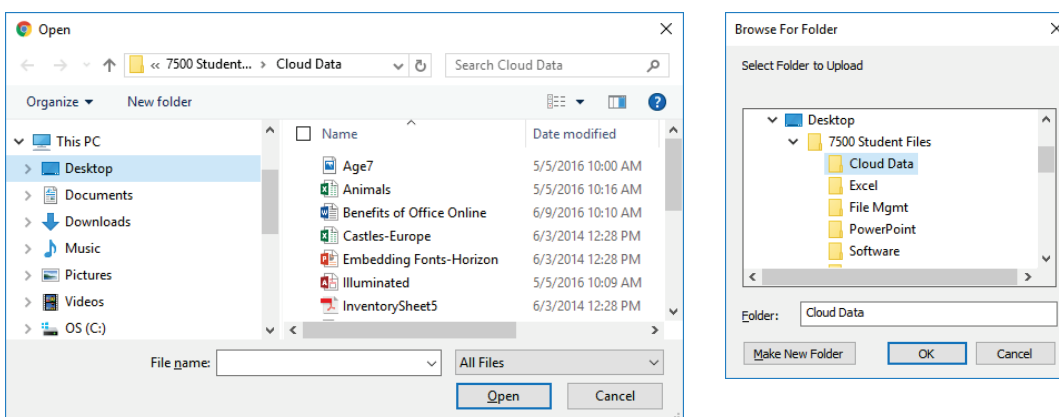 Open
« 7500 Student... > Cloud Data
Search Cloud Data
Organize
New folder
This PC
Desktop
Documents
Downloads
Music
Pictures
Videos
OS (C:)
Name
Date modified
Age7 5/5/2016 10:00 AM
Animals 5/5/2016 10:16 AM
Benefits of Office Online 6/9/2016 10:10 AM
Castles-Europe 6/3/2014 12:28 PM
Embedding Fonts-Horizon 6/3/2014 12:28 PM
Illuminated 5/5/2016 10:09 AM
InventorySheet5 6/3/2014 12:28 PM
File name:
All Files
Open
Cancel
Browse For Folder
Select Folder to Upload
Desktop
7500 Student Files
Cloud Data
Excel
File Mgmt
PowerPoint
Software
Folder: Cloud Data
Make New Folder
OK
Cancel